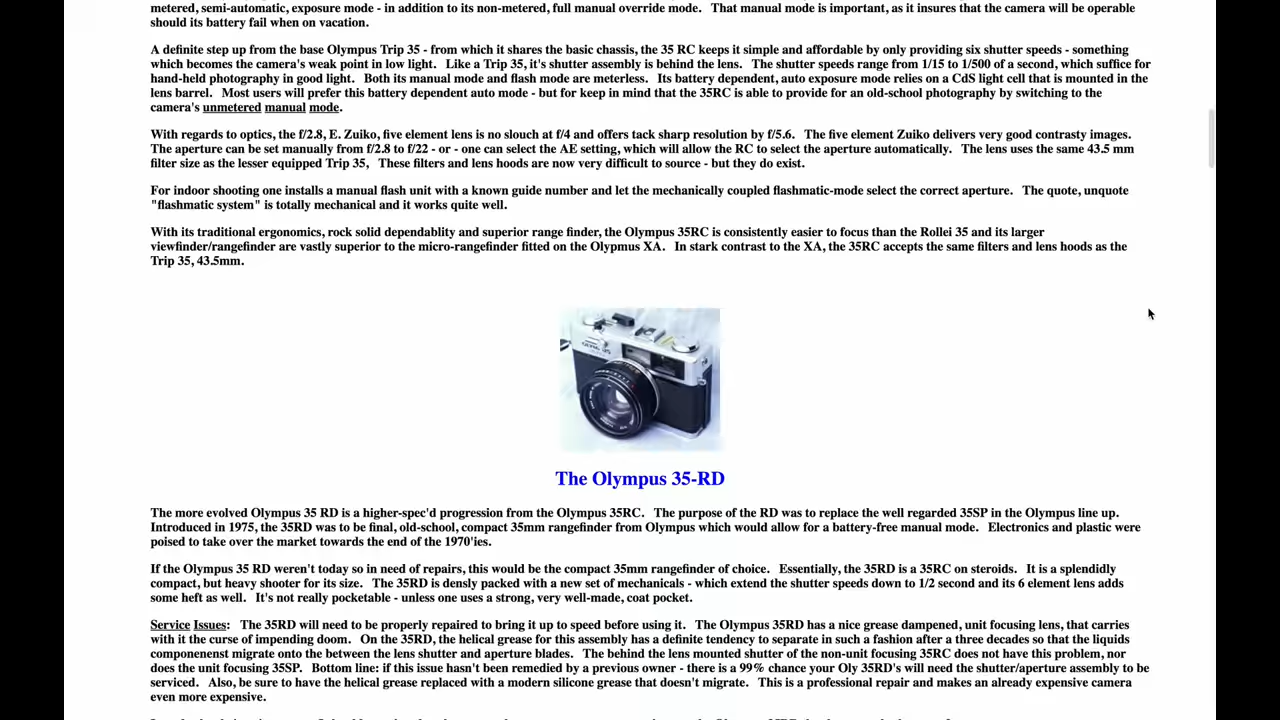 metered, semi-automatic, exposure mode - in addition to its non-metered, full manual override mode. That manual mode is important, as it insures that the camera will be operable
should its battery fail when on vacation.
A definite step up from the base Olympus Trip 35 - from which it shares the basic chassis, the 35 RC keeps it simple and affordable by only providing six shutter speeds - something
which becomes the camera's weak point in low light. Like a Trip 35, it's shutter assembly is behind the lens. The shutter speeds range from 1/15 to 1/500 of a second, which suffice for
hand-held photography in good light. Both its manual mode and flash mode are meterless. Its battery dependent, auto exposure mode relies on a CdS light cell that is mounted in the
lens barrel. Most users will prefer this battery dependent auto mode - but for keep in mind that the 35RC is able to provide for an old-school photography by switching to the
camera's unmetered manual mode.
With regards to optics, the f/2.8, E. Zuiko, five element lens is no slouch at f/4 and offers tack sharp resolution by f/5.6. The five element Zuiko delivers very good contrasty images.
The aperture can be set manually from f/2.8 to f/22 - or - one can select the AE setting, which will allow the RC to select the aperture automatically. The lens uses the same 43.5 mm
filter size as the lesser equipped Trip 35, These filters and lens hoods are now very difficult to source - but they do exist.
For indoor shooting one installs a manual flash unit with a known guide number and let the mechanically coupled flashmatic-mode select the correct aperture. The quote, unquote
"flashmatic system" is totally mechanical and it works quite well.
With its traditional ergonomics, rock solid dependablity and superior range finder, the Olympus 35RC is consistently easier to focus than the Rollei 35 and its larger
viewfinder/rangefinder are vastly superior to the micro-rangefinder fitted on the Olypmus XA. In stark contrast to the XA, the 35RC accepts the same filters and lens hoods as the
Trip 35, 43.5mm.
The Olympus 35-RD
The more evolved Olympus 35 RD is a higher-spec'd progression from the Olympus 35RC. The purpose of the RD was to replace the well regarded 35SP in the Olympus line up.
Introduced in 1975, the 35RD was to be final, old-school, compact 35mm rangefinder from Olympus which would allow for a battery-free manual mode. Electronics and plastic were
poised to take over the market towards the end of the 1970'ies.
If the Olympus 35 RD weren't today so in need of repairs, this would be the compact 35mm rangefinder of choice. Essentially, the 35RD is a 35RC on steroids. It is a splendidly
compact, but heavy shooter for its size. The 35RD is densly packed with a new set of mechanicals - which extend the shutter speeds down to 1/2 second and its 6 element lens adds
some heft as well. It's not really pocketable - unless one uses a strong, very well-made, coat pocket.
Service Issues: The 35RD will need to be properly repaired to bring it up to speed before using it. The Olympus 35RD has a nice grease dampened, unit focusing lens, that carries
with it the curse of impending doom. On the 35RD, the helical grease for this assembly has a definite tendency to separate in such a fashion after a three decades so that the liquids
componenenst migrate onto the between the lens shutter and aperture blades. The behind the lens mounted shutter of the non-unit focusing 35RC does not have this problem, nor
does the unit focusing 35SP. Bottom line: if this issue hasn't been remedied by a previous owner - there is a 99% chance your Oly 35RD's will need the shutter/aperture assembly to be
serviced. Also, be sure to have the helical grease replaced with a modern silicone grease that doesn't migrate. This is a professional repair and makes an already expensive camera
even more expensive.